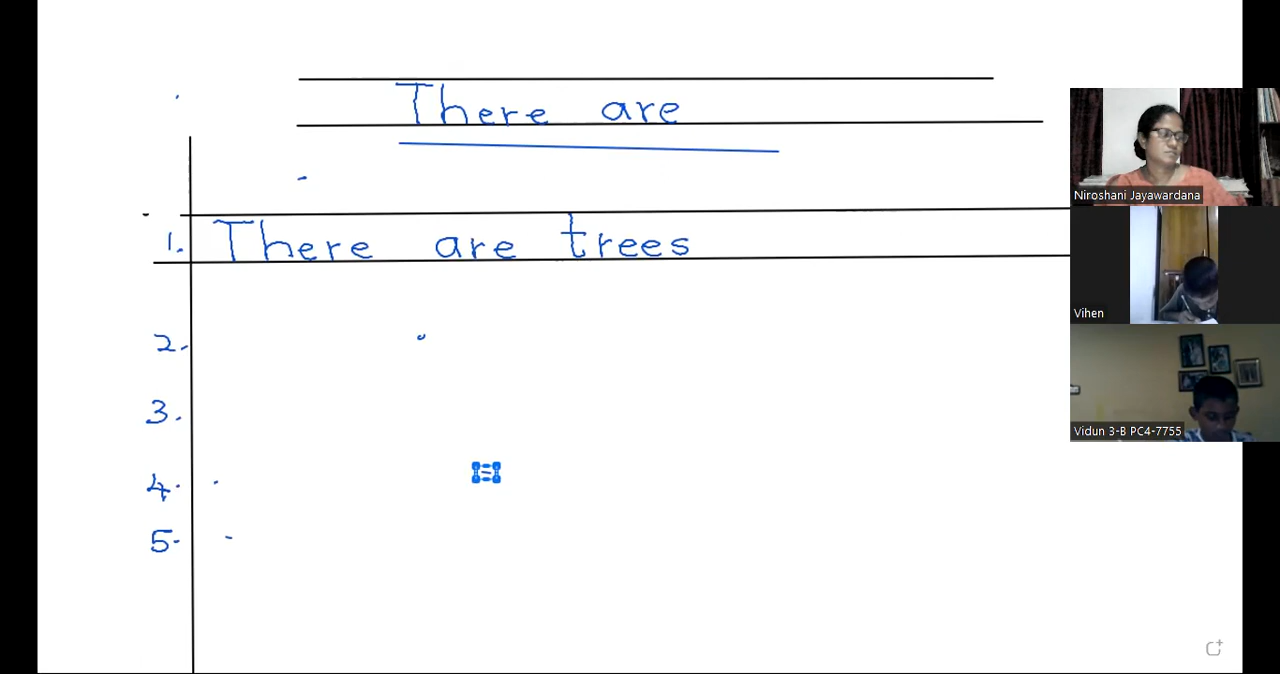 There are
1. There are trees
2.
3.
4.
5.
Niroshani Jayawardana
Vihen
Vidun 3-B PC4-7755